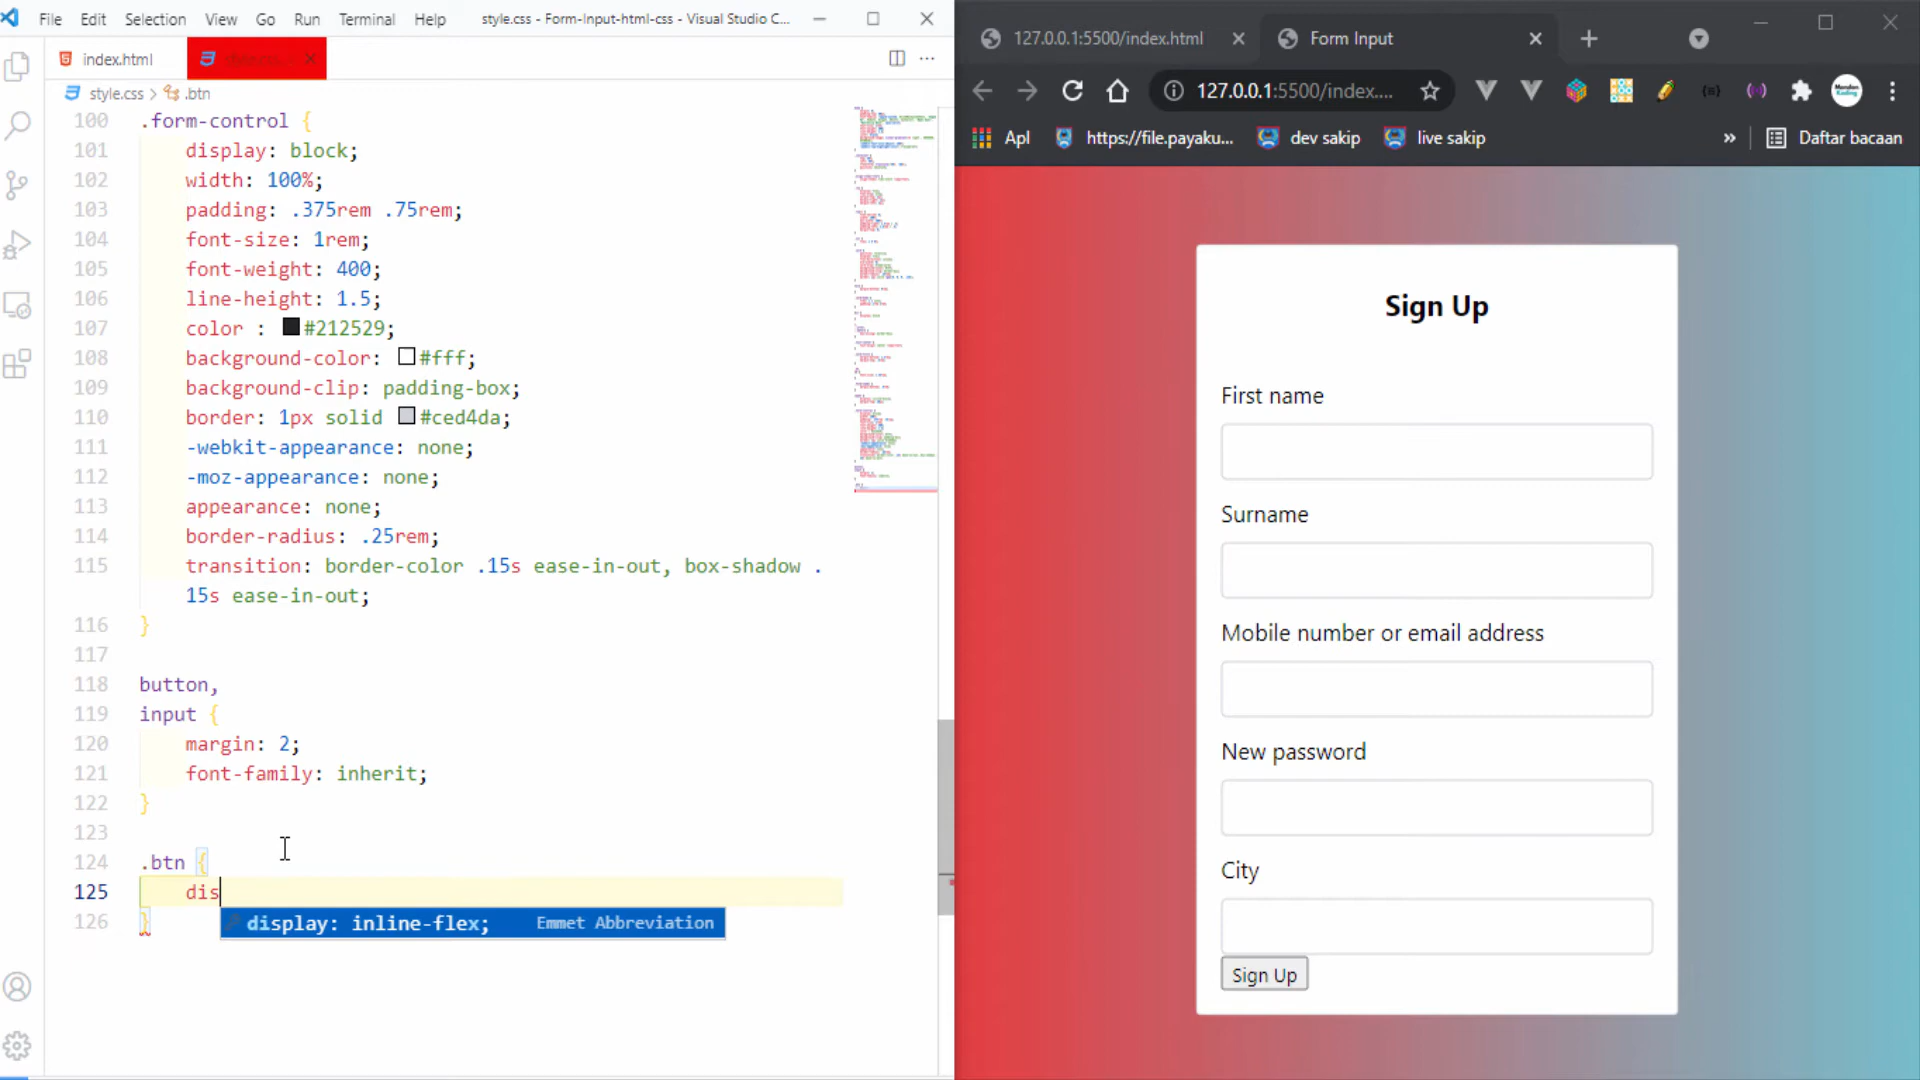 File Edit Selection View Go Run Terminal Help style.css - Form-Input-html-css - Visual Studio C...
index.html
style.css > .btn
100 .form-control {
101 display: block;
102 width: 100%;
103 padding: .375rem .75rem;
104 font-size: 1rem;
105 font-weight: 400;
106 line-height: 1.5;
107 color : #212529;
108 background-color: #fff;
109 background-clip: padding-box;
110 border: 1px solid #ced4da;
111 -webkit-appearance: none;
112 -moz-appearance: none;
113 appearance: none;
114 border-radius: .25rem;
115 transition: border-color .15s ease-in-out, box-shadow .
15s ease-in-out;
116 }
117
118 button,
119 input {
120 margin: 2;
121 font-family: inherit;
122 }
123
124 .btn {
125 dis
126 }
display: inline-flex; Emmet Abbreviation
127.0.0.1:5500/index.html
Form Input
127.0.0.1:5500/index....
Apl
https://file.payaku...
dev sakip
live sakip
»
Daftar bacaan
Sign Up
First name
Surname
Mobile number or email address
New password
City
Sign Up